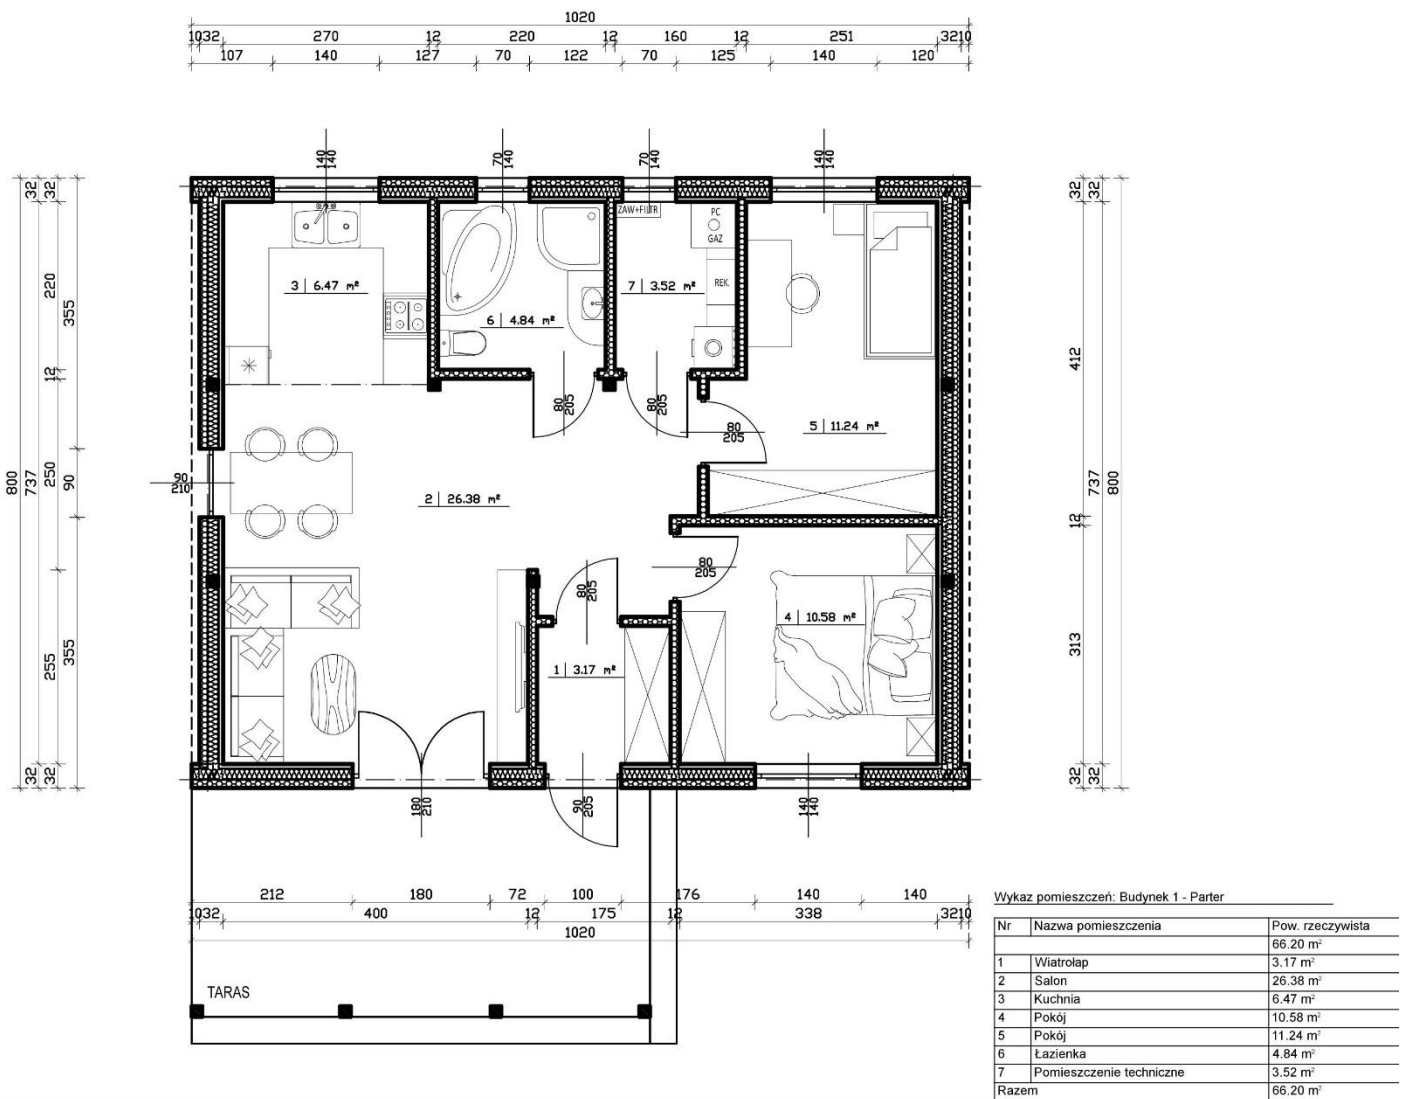 1020
10 32 270 12 220 12 160 12 251 32 10
107 140 127 70 122 70 125 140 120
140 140
70 140
70 140
140 140
32 32
32 32
ZAW+FILTR
PC
GAZ
REK.
3 | 6.47 m²
6 | 4.84 m²
7 | 3.52 m²
5 | 11.24 m²
2 | 26.38 m²
4 | 10.58 m²
1 | 3.17 m²
80 205
80 205
80 205
80 205
80 205
90 210
180 210
90 205
140 140
800
737
32 220 12 250 255 32
355 90 355
32 412 12 313 32
737
800
212 180 72 100 176 140 140
10 32 400 12 175 12 338 32 10
1020
TARAS
Wykaz pomieszczeń: Budynek 1 - Parter
Nr Nazwa pomieszczenia Pow. rzeczywista
66.20 m²
1 Wiatrołap 3.17 m²
2 Salon 26.38 m²
3 Kuchnia 6.47 m²
4 Pokój 10.58 m²
5 Pokój 11.24 m²
6 Łazienka 4.84 m²
7 Pomieszczenie techniczne 3.52 m²
Razem 66.20 m²